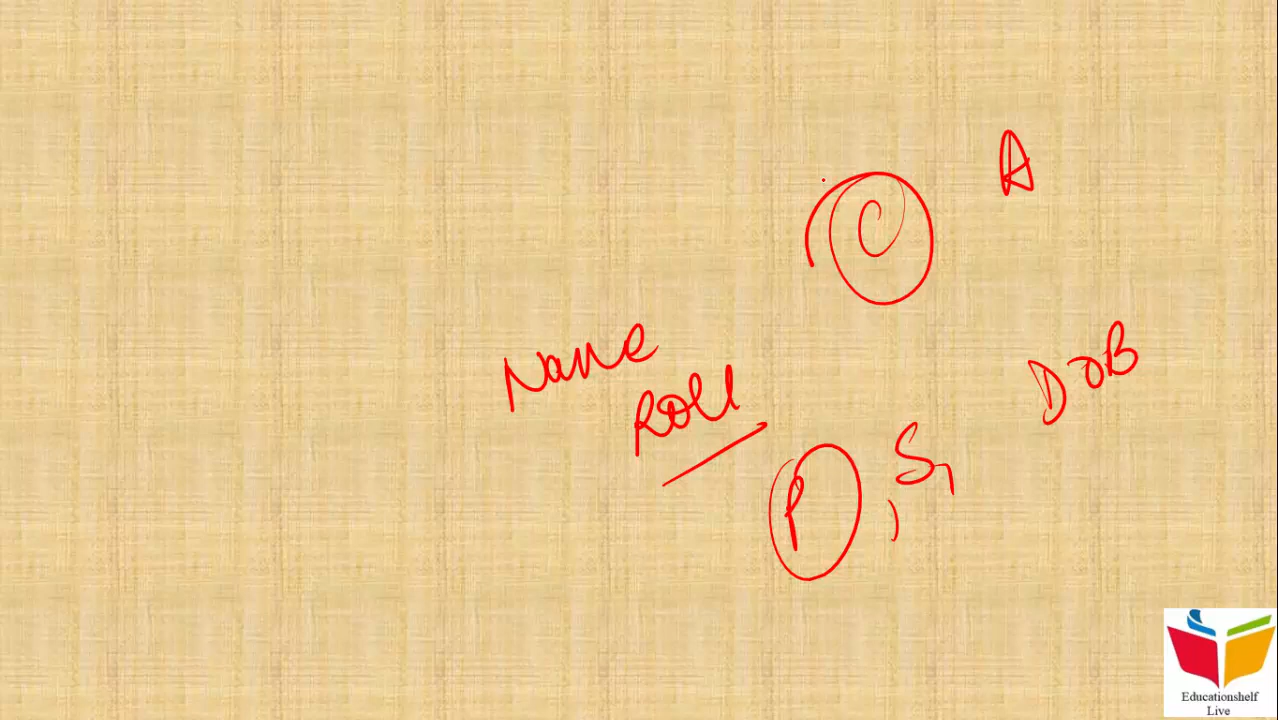 A
C
Name
DOB
Roll
S,
P,
Educationshelf
Live